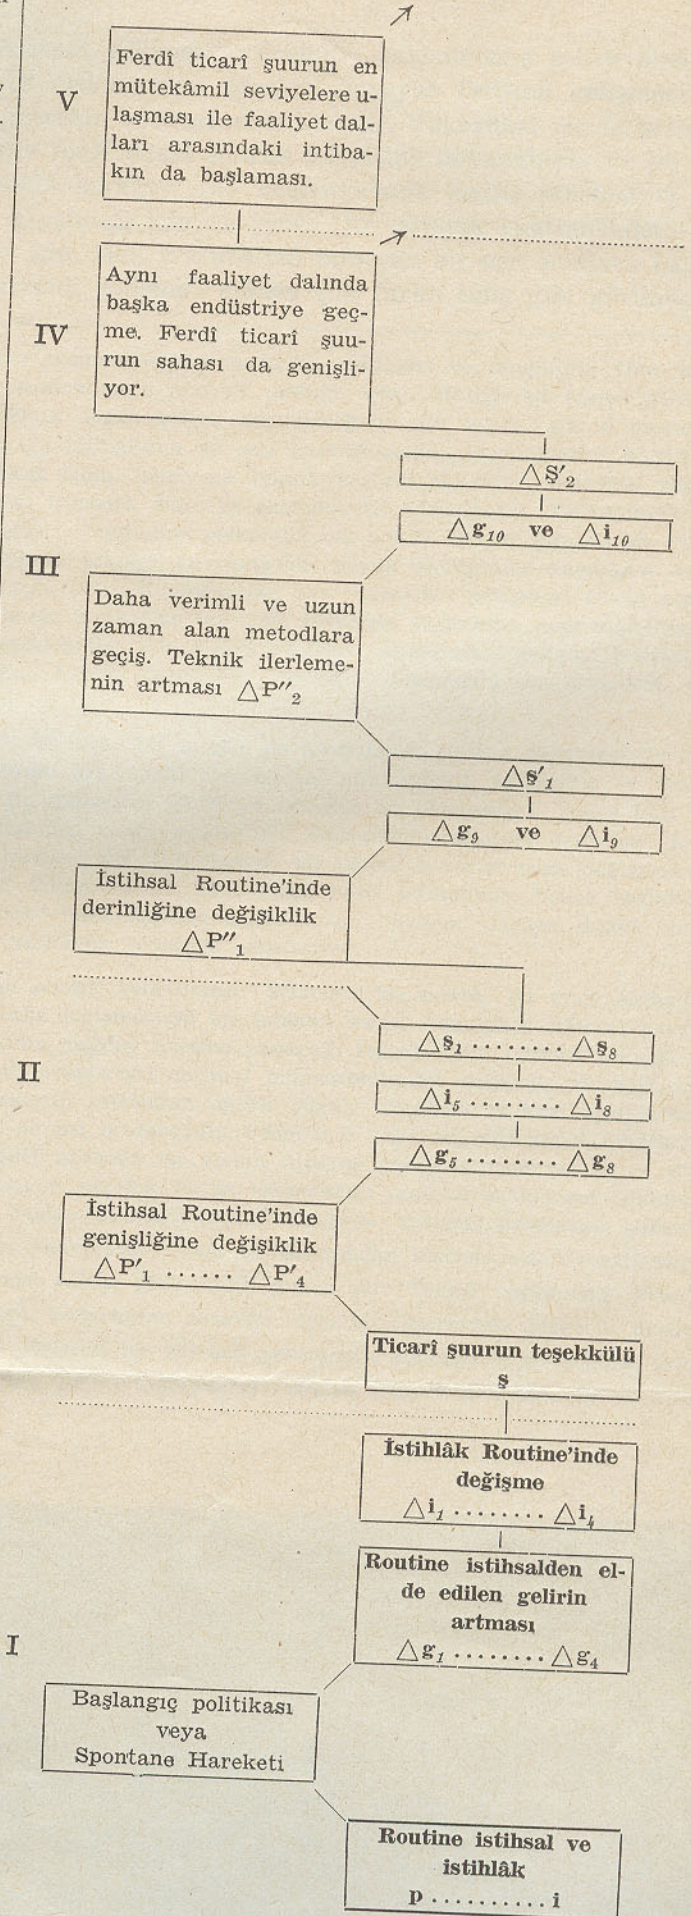 V
Ferdî ticarî şuurun en
mütekâmil seviyelere u-
laşması ile faaliyet dal-
ları arasındaki intiba-
kın da başlaması.
IV
Aynı faaliyet dalında
başka endüstriye geç-
me. Ferdî ticarî şuu-
run sahası da genişli-
yor.
△Ş′₂
△g₁₀ ve △i₁₀
III
Daha verimli ve uzun
zaman alan metodlara
geçiş. Teknik ilerleme-
nin artması △P″₂
△ş′₁
△g₉ ve △i₉
İstihsal Routine'inde
derinliğine değişiklik
△P″₁
△ş₁ ........ △ş₈
II
△i₅ ........ △i₈
△g₅ ........ △g₈
İstihsal Routine'inde
genişliğine değişiklik
△P′₁ ...... △P′₄
Ticarî şuurun teşekkülü
ş
İstihlâk Routine'inde
değişme
△i₁ ........ △i₄
Routine istihsalden el-
de edilen gelirin
artması
△g₁ ........ △g₄
I
Başlangıç politikası
veya
Spontane Hareketi
Routine istihsal ve
istihlâk
p .......... i